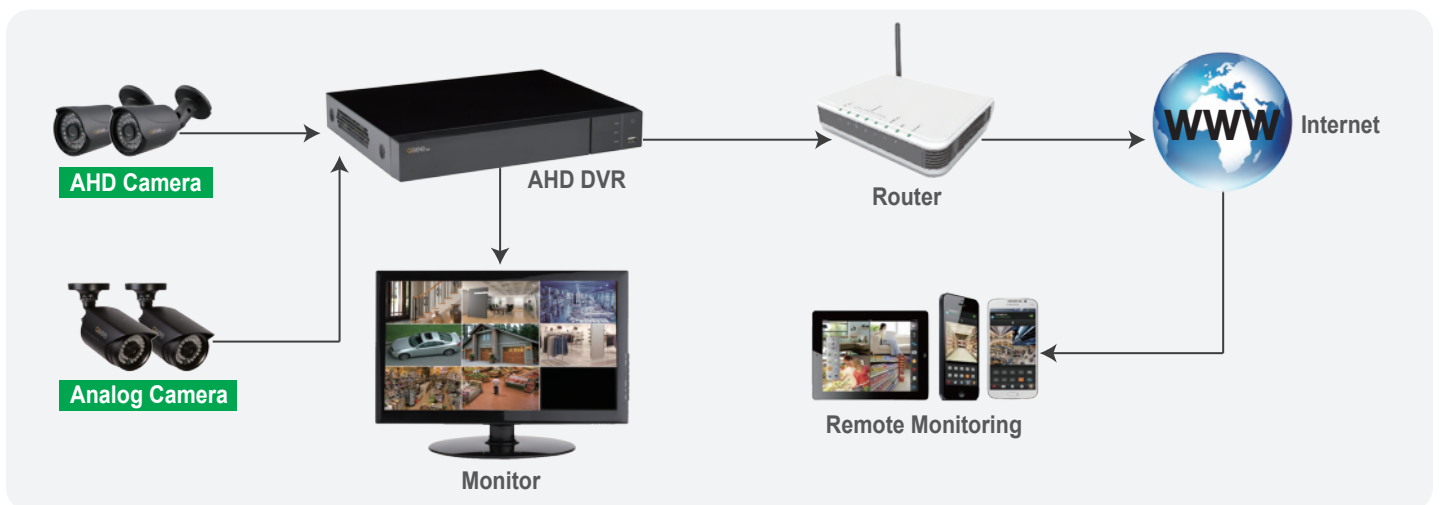 AHD Camera
AHD DVR
Router
WWW
Internet
Analog Camera
Monitor
Remote Monitoring